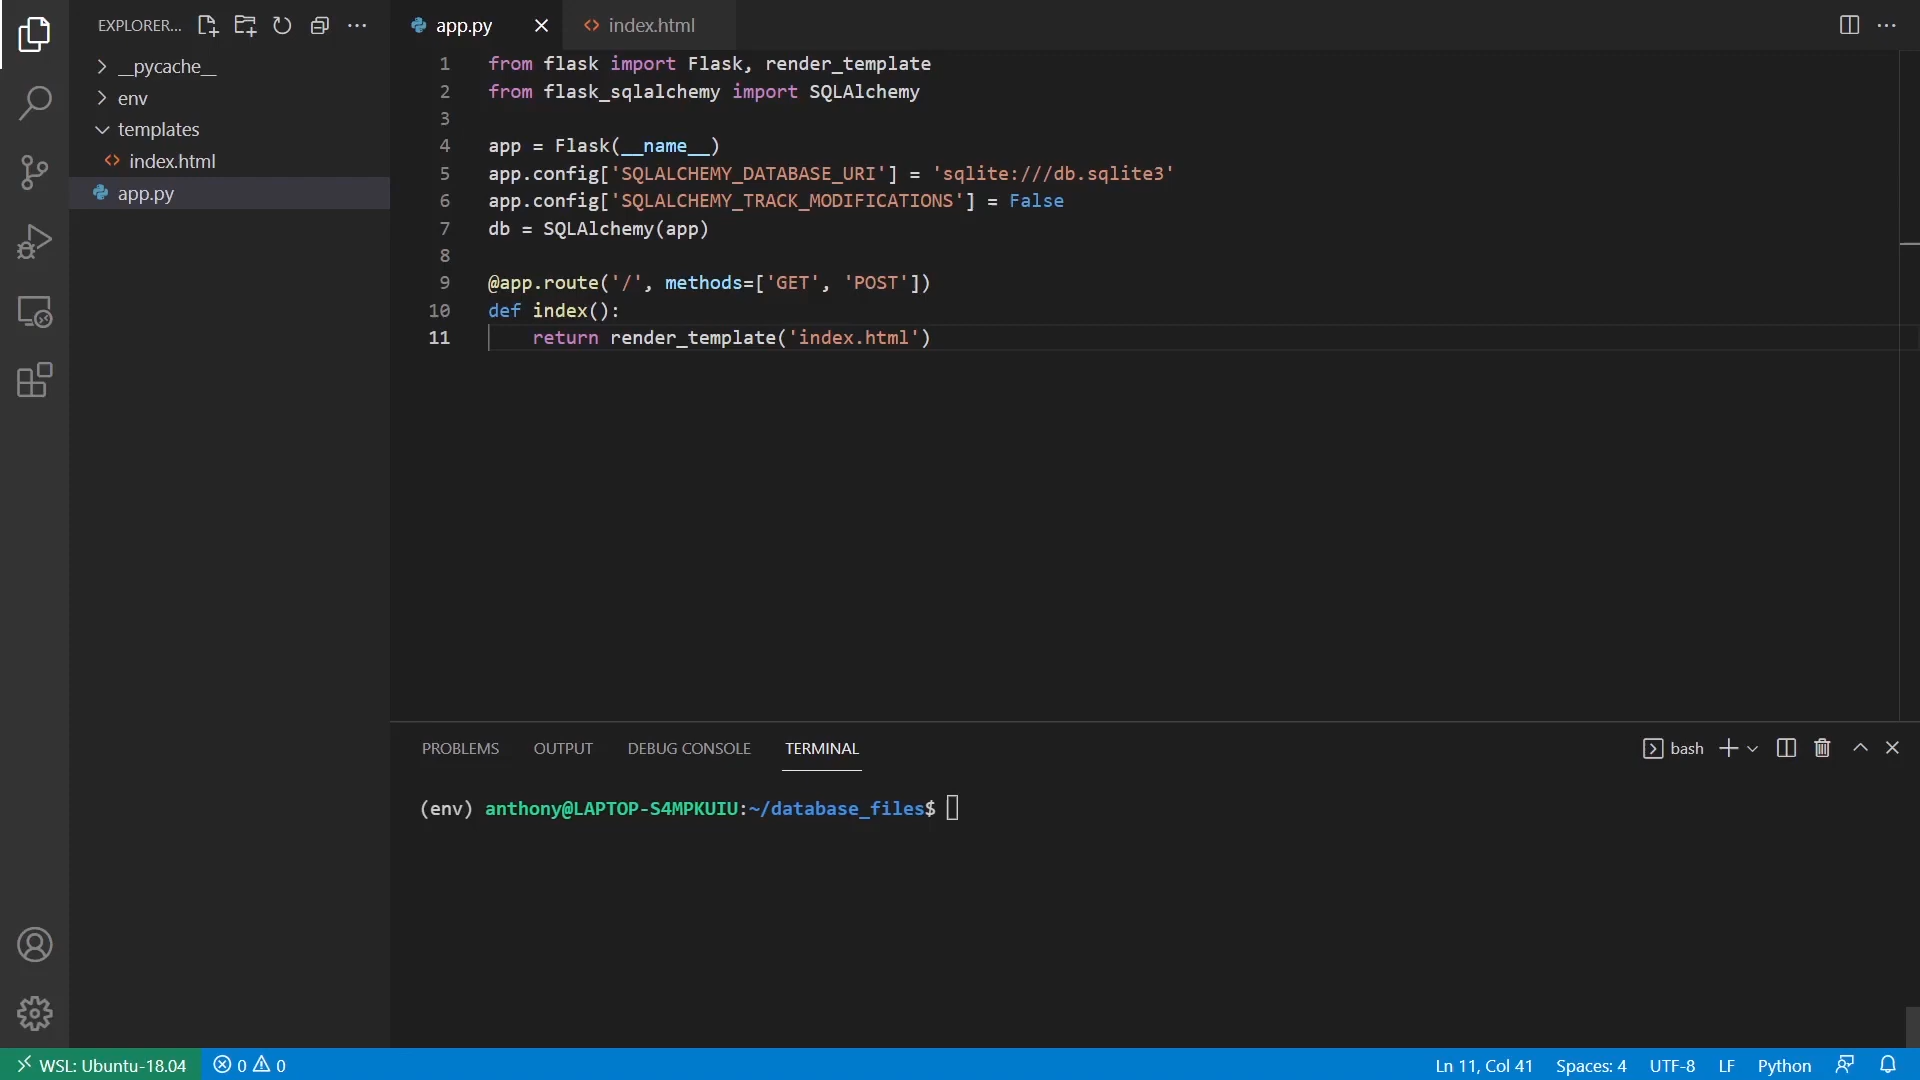 EXPLORER...
__pycache__
env
templates
index.html
app.py
app.py
index.html
1 from flask import Flask, render_template
2 from flask_sqlalchemy import SQLAlchemy
3
4 app = Flask(__name__)
5 app.config['SQLALCHEMY_DATABASE_URI'] = 'sqlite:///db.sqlite3'
6 app.config['SQLALCHEMY_TRACK_MODIFICATIONS'] = False
7 db = SQLAlchemy(app)
8
9 @app.route('/', methods=['GET', 'POST'])
10 def index():
11     return render_template('index.html')
PROBLEMS OUTPUT DEBUG CONSOLE TERMINAL
bash
(env) anthony@LAPTOP-S4MPKUIU:~/database_files$
WSL: Ubuntu-18.04 0 0 Ln 11, Col 41 Spaces: 4 UTF-8 LF Python